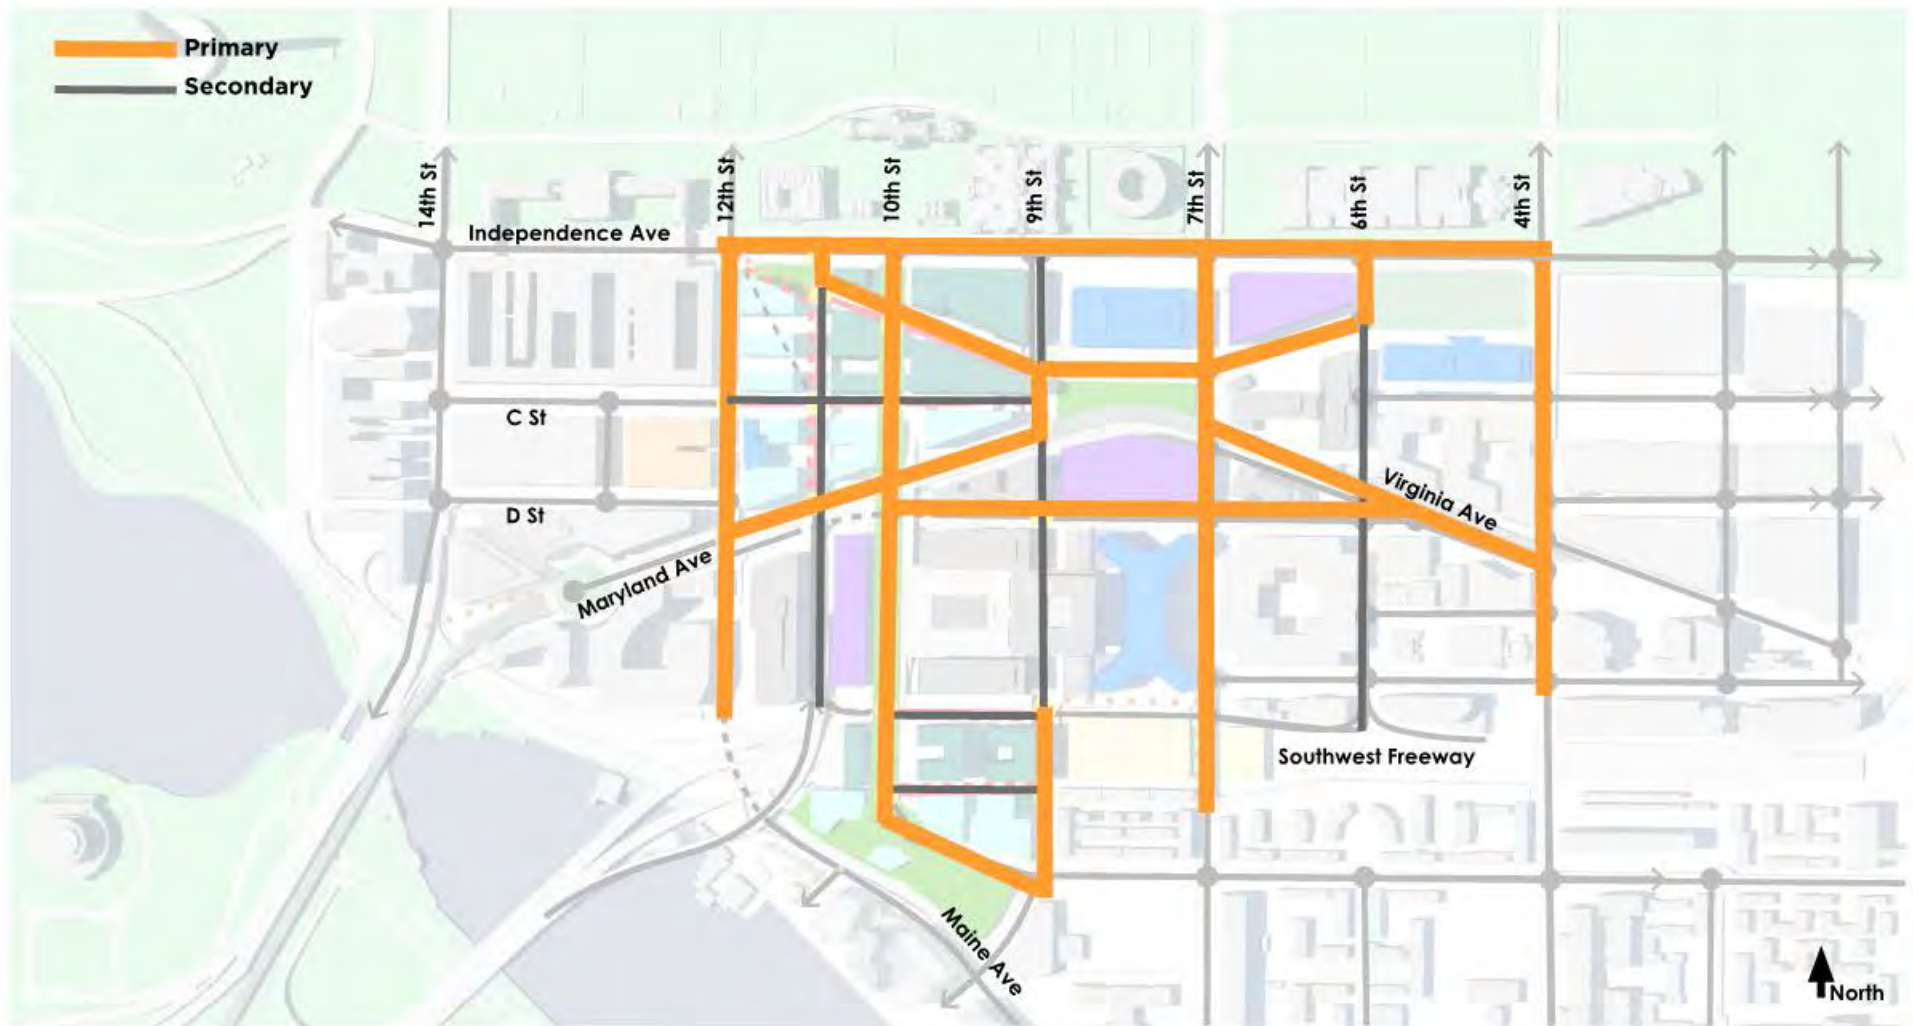 Primary
Secondary
14th St
12th St
10th St
9th St
7th St
6th St
4th St
Independence Ave
C St
D St
Virginia Ave
Maryland Ave
Southwest Freeway
Maine Ave
North